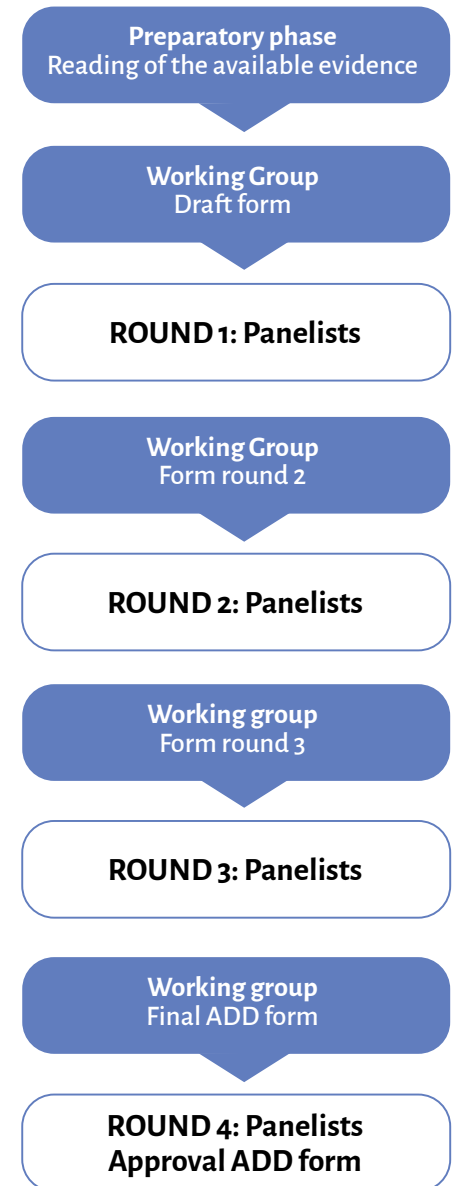 Preparatory phase
Reading of the available evidence
Working Group
Draft form
ROUND 1: Panelists
Working Group
Form round 2
ROUND 2: Panelists
Working group
Form round 3
ROUND 3: Panelists
Working group
Final ADD form
ROUND 4: Panelists
Approval ADD form